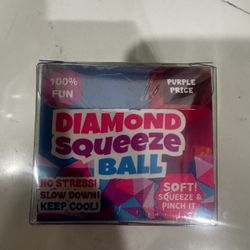 100%
FUN
PURPLE
PRICE
DIAMOND
Squeeze
BALL
NO STRESS!
SLOW DOWN!
KEEP COOL!
SOFT!
SQUEEZE &
PINCH IT